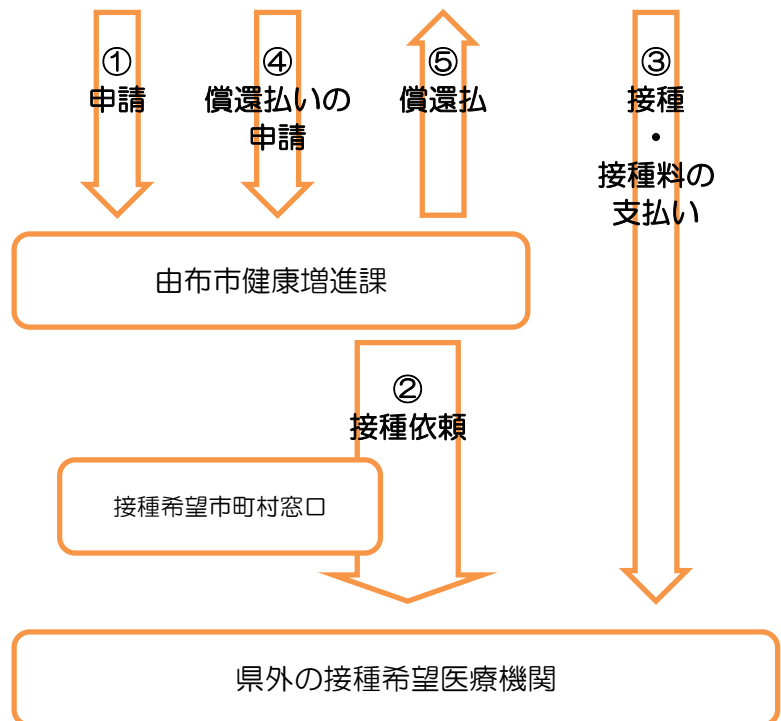 ①
申請
④
償還払いの
申請
⑤
償還払
③
接種
・
接種料の
支払い
由布市健康増進課
②
接種依頼
接種希望市町村窓口
県外の接種希望医療機関